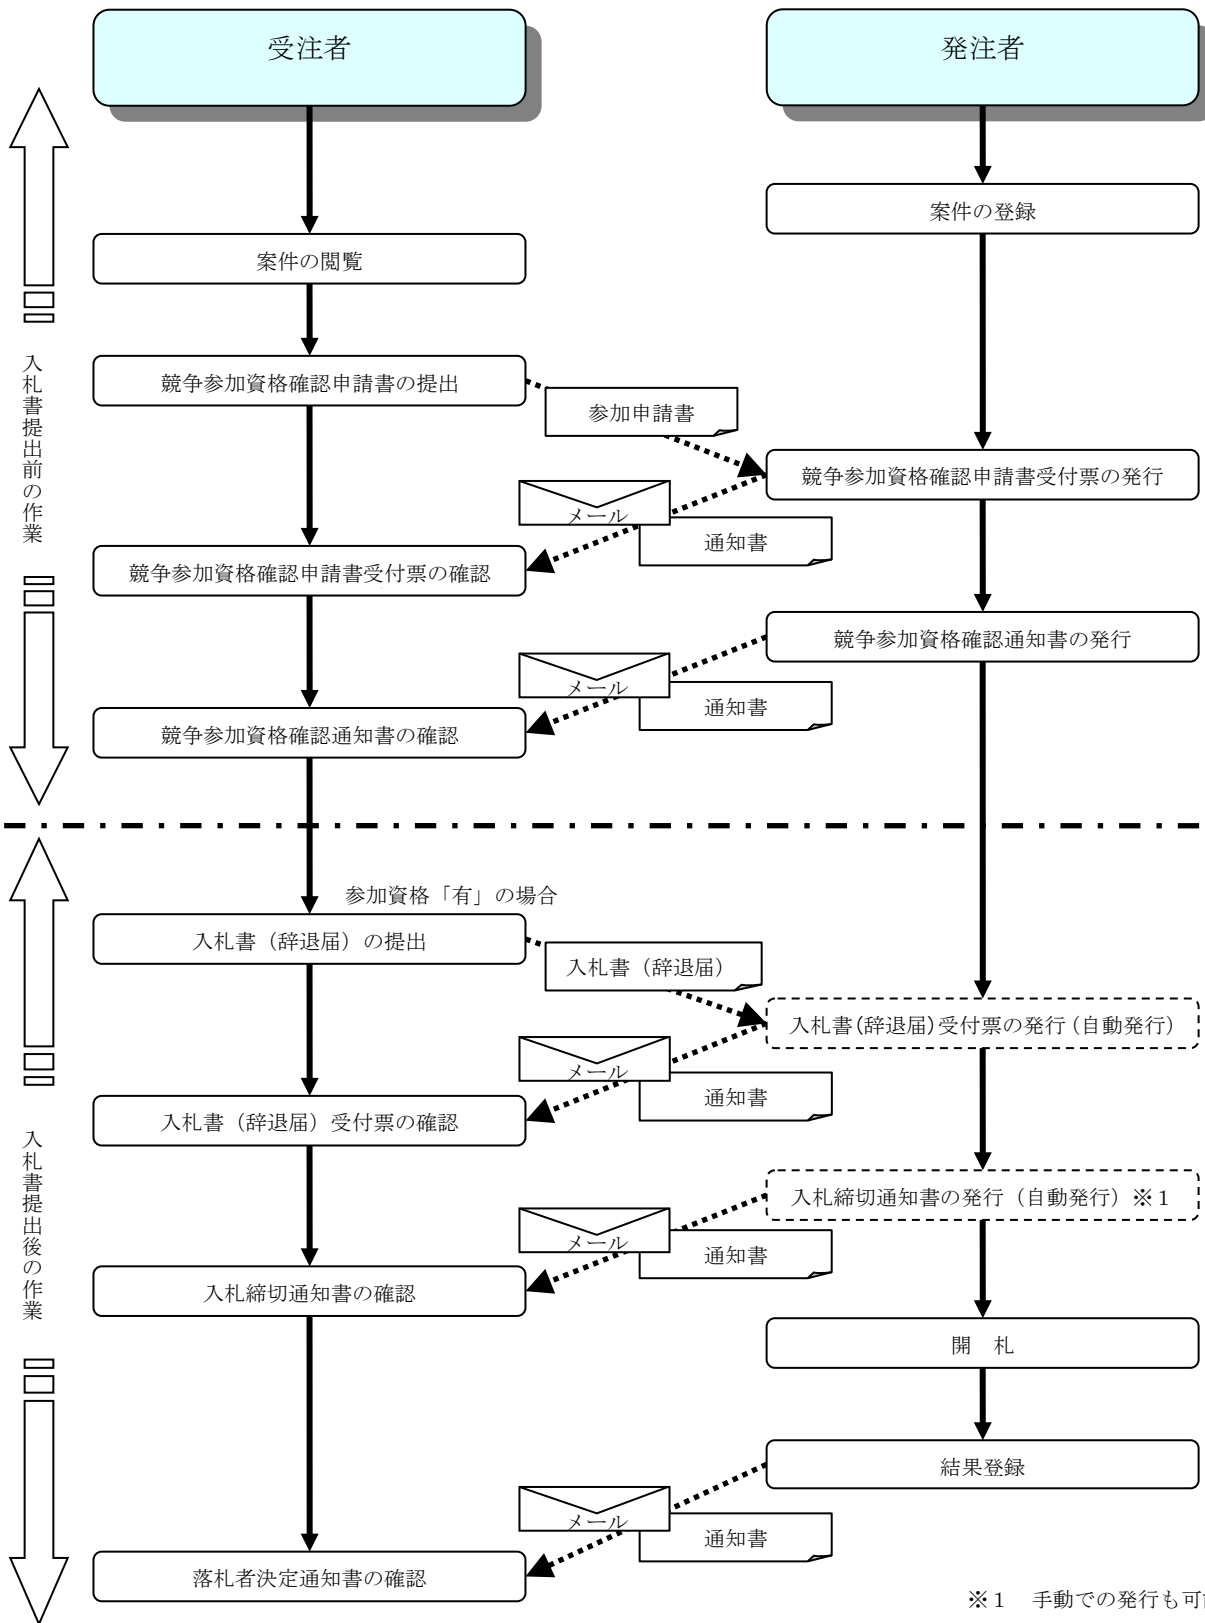 受注者
発注者
案件の登録
案件の閲覧
競争参加資格確認申請書の提出
参加申請書
競争参加資格確認申請書受付票の発行
メール
通知書
競争参加資格確認申請書受付票の確認
競争参加資格確認通知書の発行
メール
通知書
競争参加資格確認通知書の確認
入札書提出前の作業
参加資格「有」の場合
入札書（辞退届）の提出
入札書（辞退届）
入札書(辞退届)受付票の発行(自動発行)
メール
通知書
入札書（辞退届）受付票の確認
入札締切通知書の発行（自動発行）※１
メール
通知書
入札締切通知書の確認
開　札
結果登録
メール
通知書
落札者決定通知書の確認
入札書提出後の作業
※１　手動での発行も可